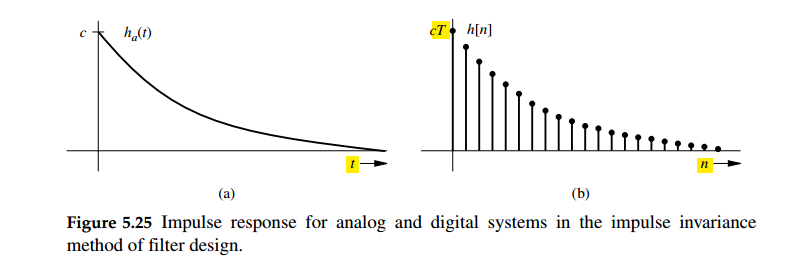 c
hₐ(t)
t
(a)
cT
h[n]
n
(b)
Figure 5.25 Impulse response for analog and digital systems in the impulse invariance
method of filter design.